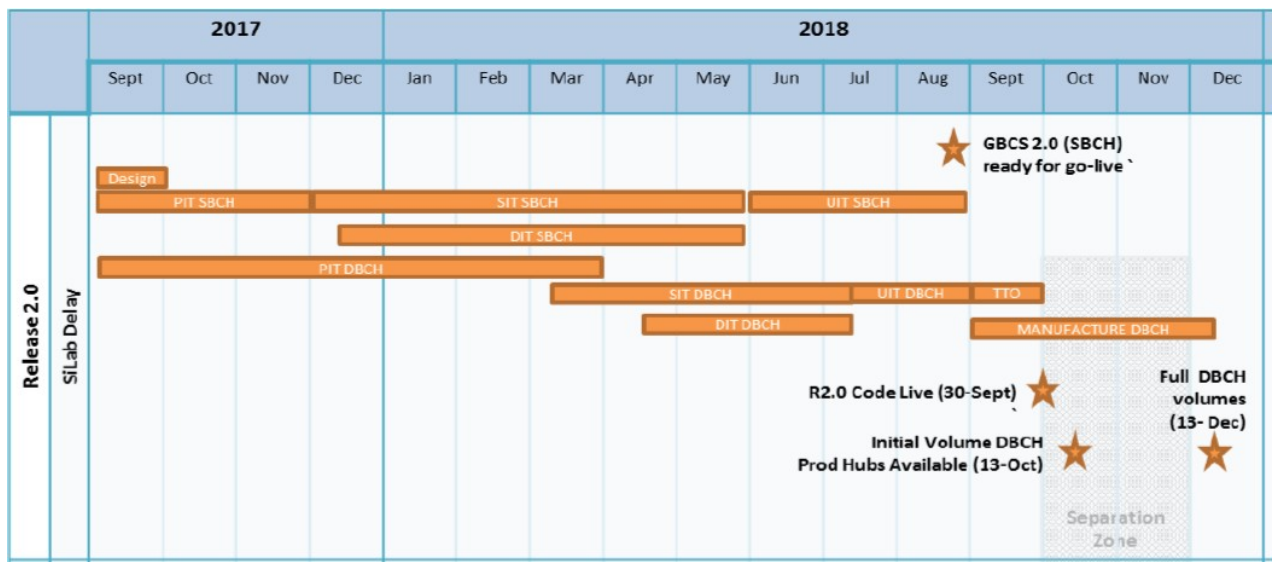 2017
2018
Sept
Oct
Nov
Dec
Jan
Feb
Mar
Apr
May
Jun
Jul
Aug
Sept
Oct
Nov
Dec
Release 2.0
SiLab Delay
GBCS 2.0 (SBCH)
ready for go-live `
Design
PIT SBCH
SIT SBCH
UIT SBCH
DIT SBCH
PIT DBCH
SIT DBCH
UIT DBCH
TTO
DIT DBCH
MANUFACTURE DBCH
R2.0 Code Live (30-Sept)
`
Full DBCH
volumes
(13- Dec)
Initial Volume DBCH
Prod Hubs Available (13-Oct)
Separation
Zone